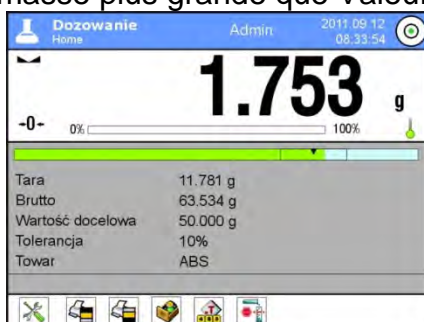 masse plus grande que Valeur
Dozowanie Admin 2011.09.12
Home 08:33:54
1.753 g
+0+ 0% 100%
Tara 11.781 g
Brutto 63.534 g
Wartość docelowa 50.000 g
Tolerancja 10%
Towar ABS